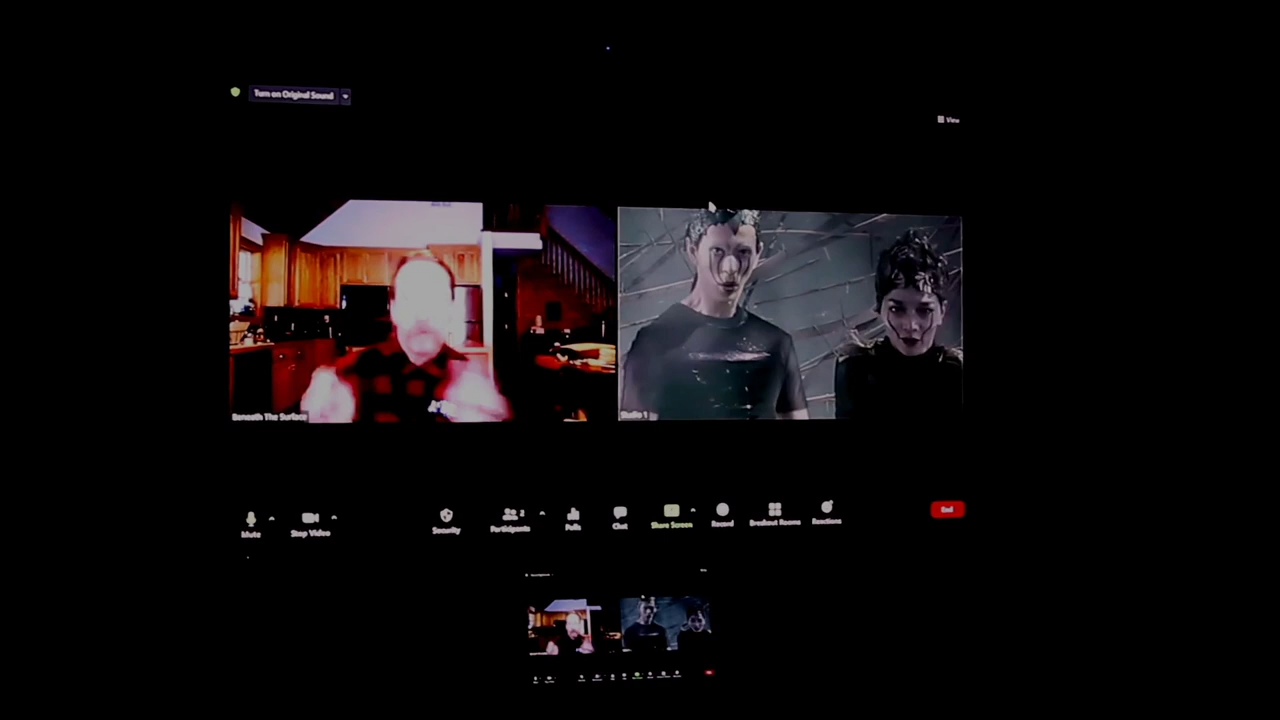 Turn on Original Sound
View
Beneath The Surface
Studio 1
Mute
Stop Video
Security
Participants
2
Polls
Chat
Share Screen
Record
Breakout Rooms
Reactions
End